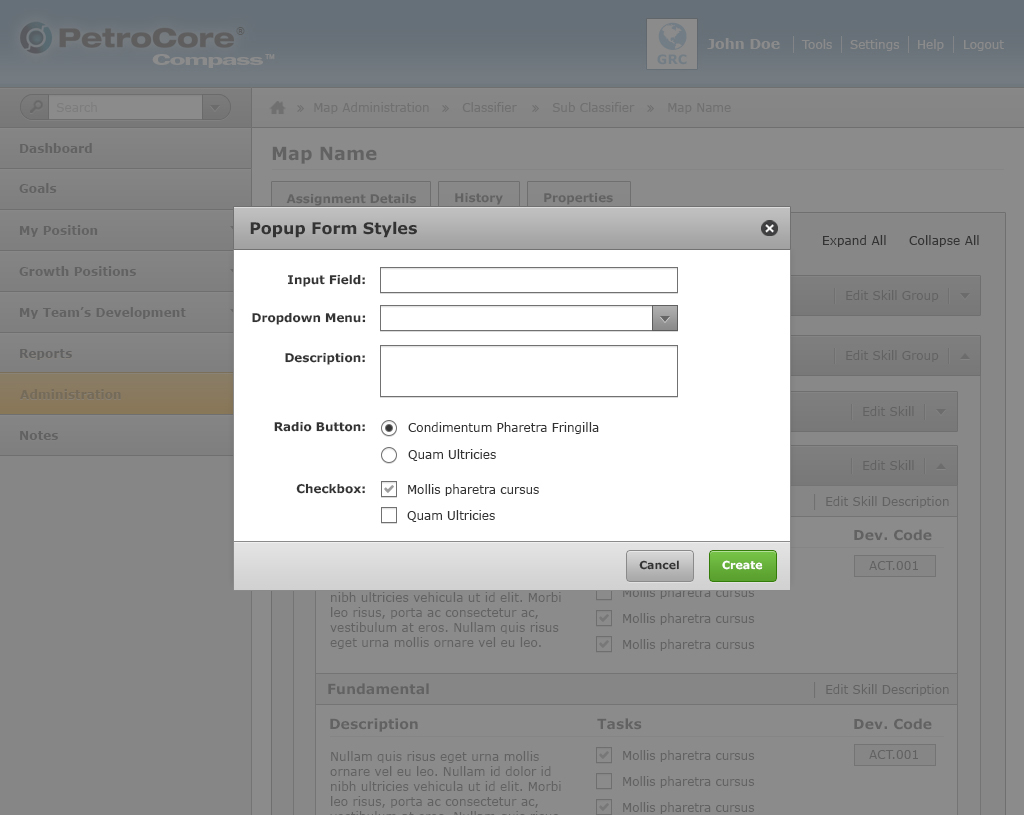 PetroCore®
Compass™
GRC
John Doe
Tools
Settings
Help
Logout
Search
» Map Administration » Classifier » Sub Classifier » Map Name
Dashboard
Goals
My Position
Growth Positions
My Team's Development
Reports
Administration
Notes
Map Name
Assignment Details
History
Properties
Expand All
Collapse All
Edit Skill Group
Edit Skill Group
Edit Skill
Edit Skill
Edit Skill Description
Dev. Code
ACT.001
Popup Form Styles
Input Field:
Dropdown Menu:
Description:
Radio Button:
Condimentum Pharetra Fringilla
Quam Ultricies
Checkbox:
Mollis pharetra cursus
Quam Ultricies
Cancel
Create
nibh ultricies vehicula ut id elit. Morbi
leo risus, porta ac consectetur ac,
vestibulum at eros. Nullam quis risus
eget urna mollis ornare vel eu leo.
Mollis pharetra cursus
Mollis pharetra cursus
Mollis pharetra cursus
Fundamental
Edit Skill Description
Description
Tasks
Dev. Code
Nullam quis risus eget urna mollis
ornare vel eu leo. Nullam id dolor id
nibh ultricies vehicula ut id elit. Morbi
leo risus, porta ac consectetur ac,
Mollis pharetra cursus
Mollis pharetra cursus
Mollis pharetra cursus
ACT.001